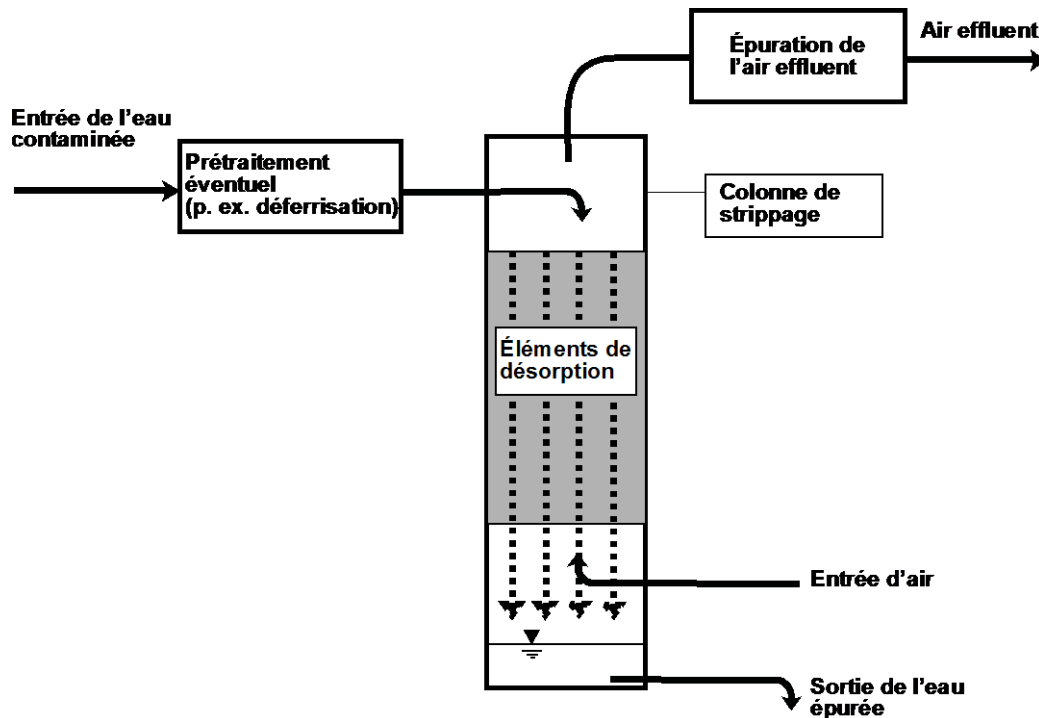 Air effluent
Épuration de
l'air effluent
Entrée de l'eau
contaminée
Prétraitement
éventuel
(p. ex. déferrisation)
Colonne de
strippage
Éléments de
désorption
Entrée d'air
Sortie de l'eau
épurée